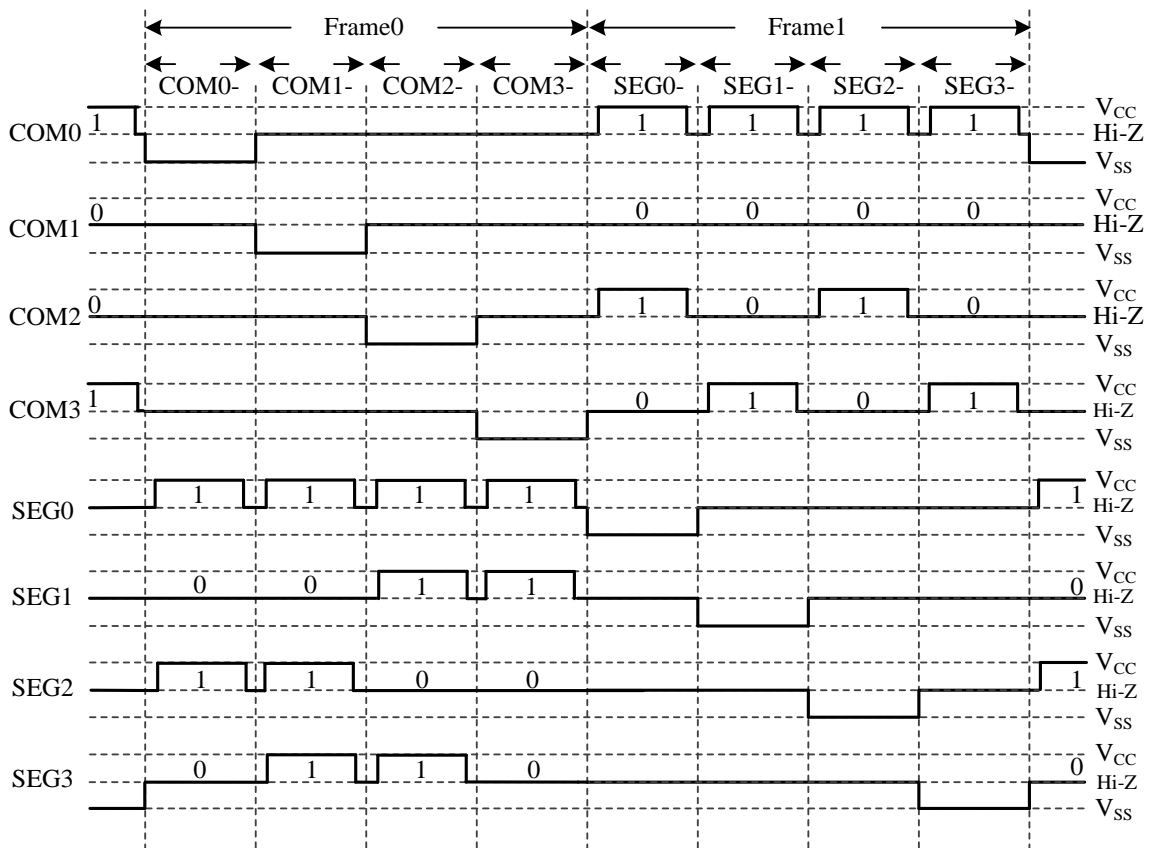 Frame0 Frame1
COM0- COM1- COM2- COM3- SEG0- SEG1- SEG2- SEG3-
COM0 1 1 1 1 1 VCC Hi-Z VSS
COM1 0 0 0 0 0 VCC Hi-Z VSS
COM2 0 1 0 1 0 VCC Hi-Z VSS
COM3 1 0 1 0 1 VCC Hi-Z VSS
SEG0 1 1 1 1 1 VCC Hi-Z VSS
SEG1 0 0 1 1 0 VCC Hi-Z VSS
SEG2 1 1 0 0 1 VCC Hi-Z VSS
SEG3 0 1 1 0 0 VCC Hi-Z VSS